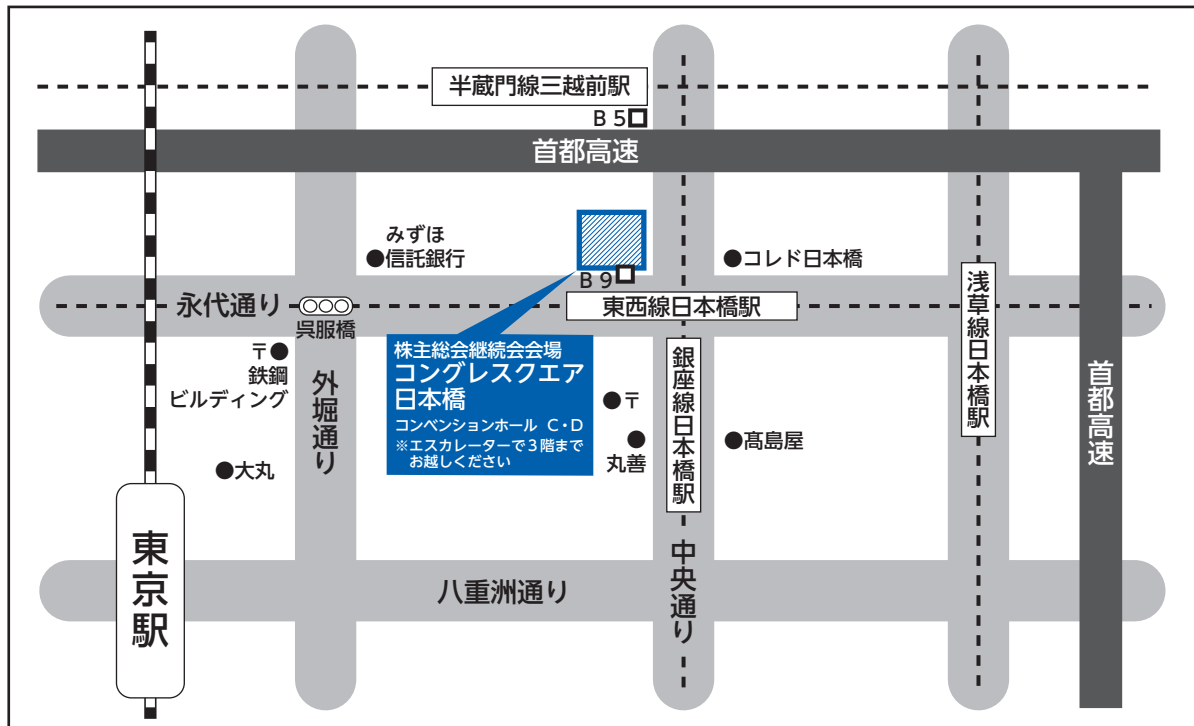 半蔵門線三越前駅
B5
首都高速
みずほ
信託銀行
コレド日本橋
B9
永代通り
呉服橋
東西線日本橋駅
浅草線日本橋駅
〒
鉄鋼
ビルディング
外堀通り
株主総会継続会会場
コングレスクエア
日本橋
コンベンションホール C・D
※エスカレーターで3階まで
お越しください
〒
丸善
銀座線日本橋駅
髙島屋
首都高速
大丸
東京駅
八重洲通り
中央通り